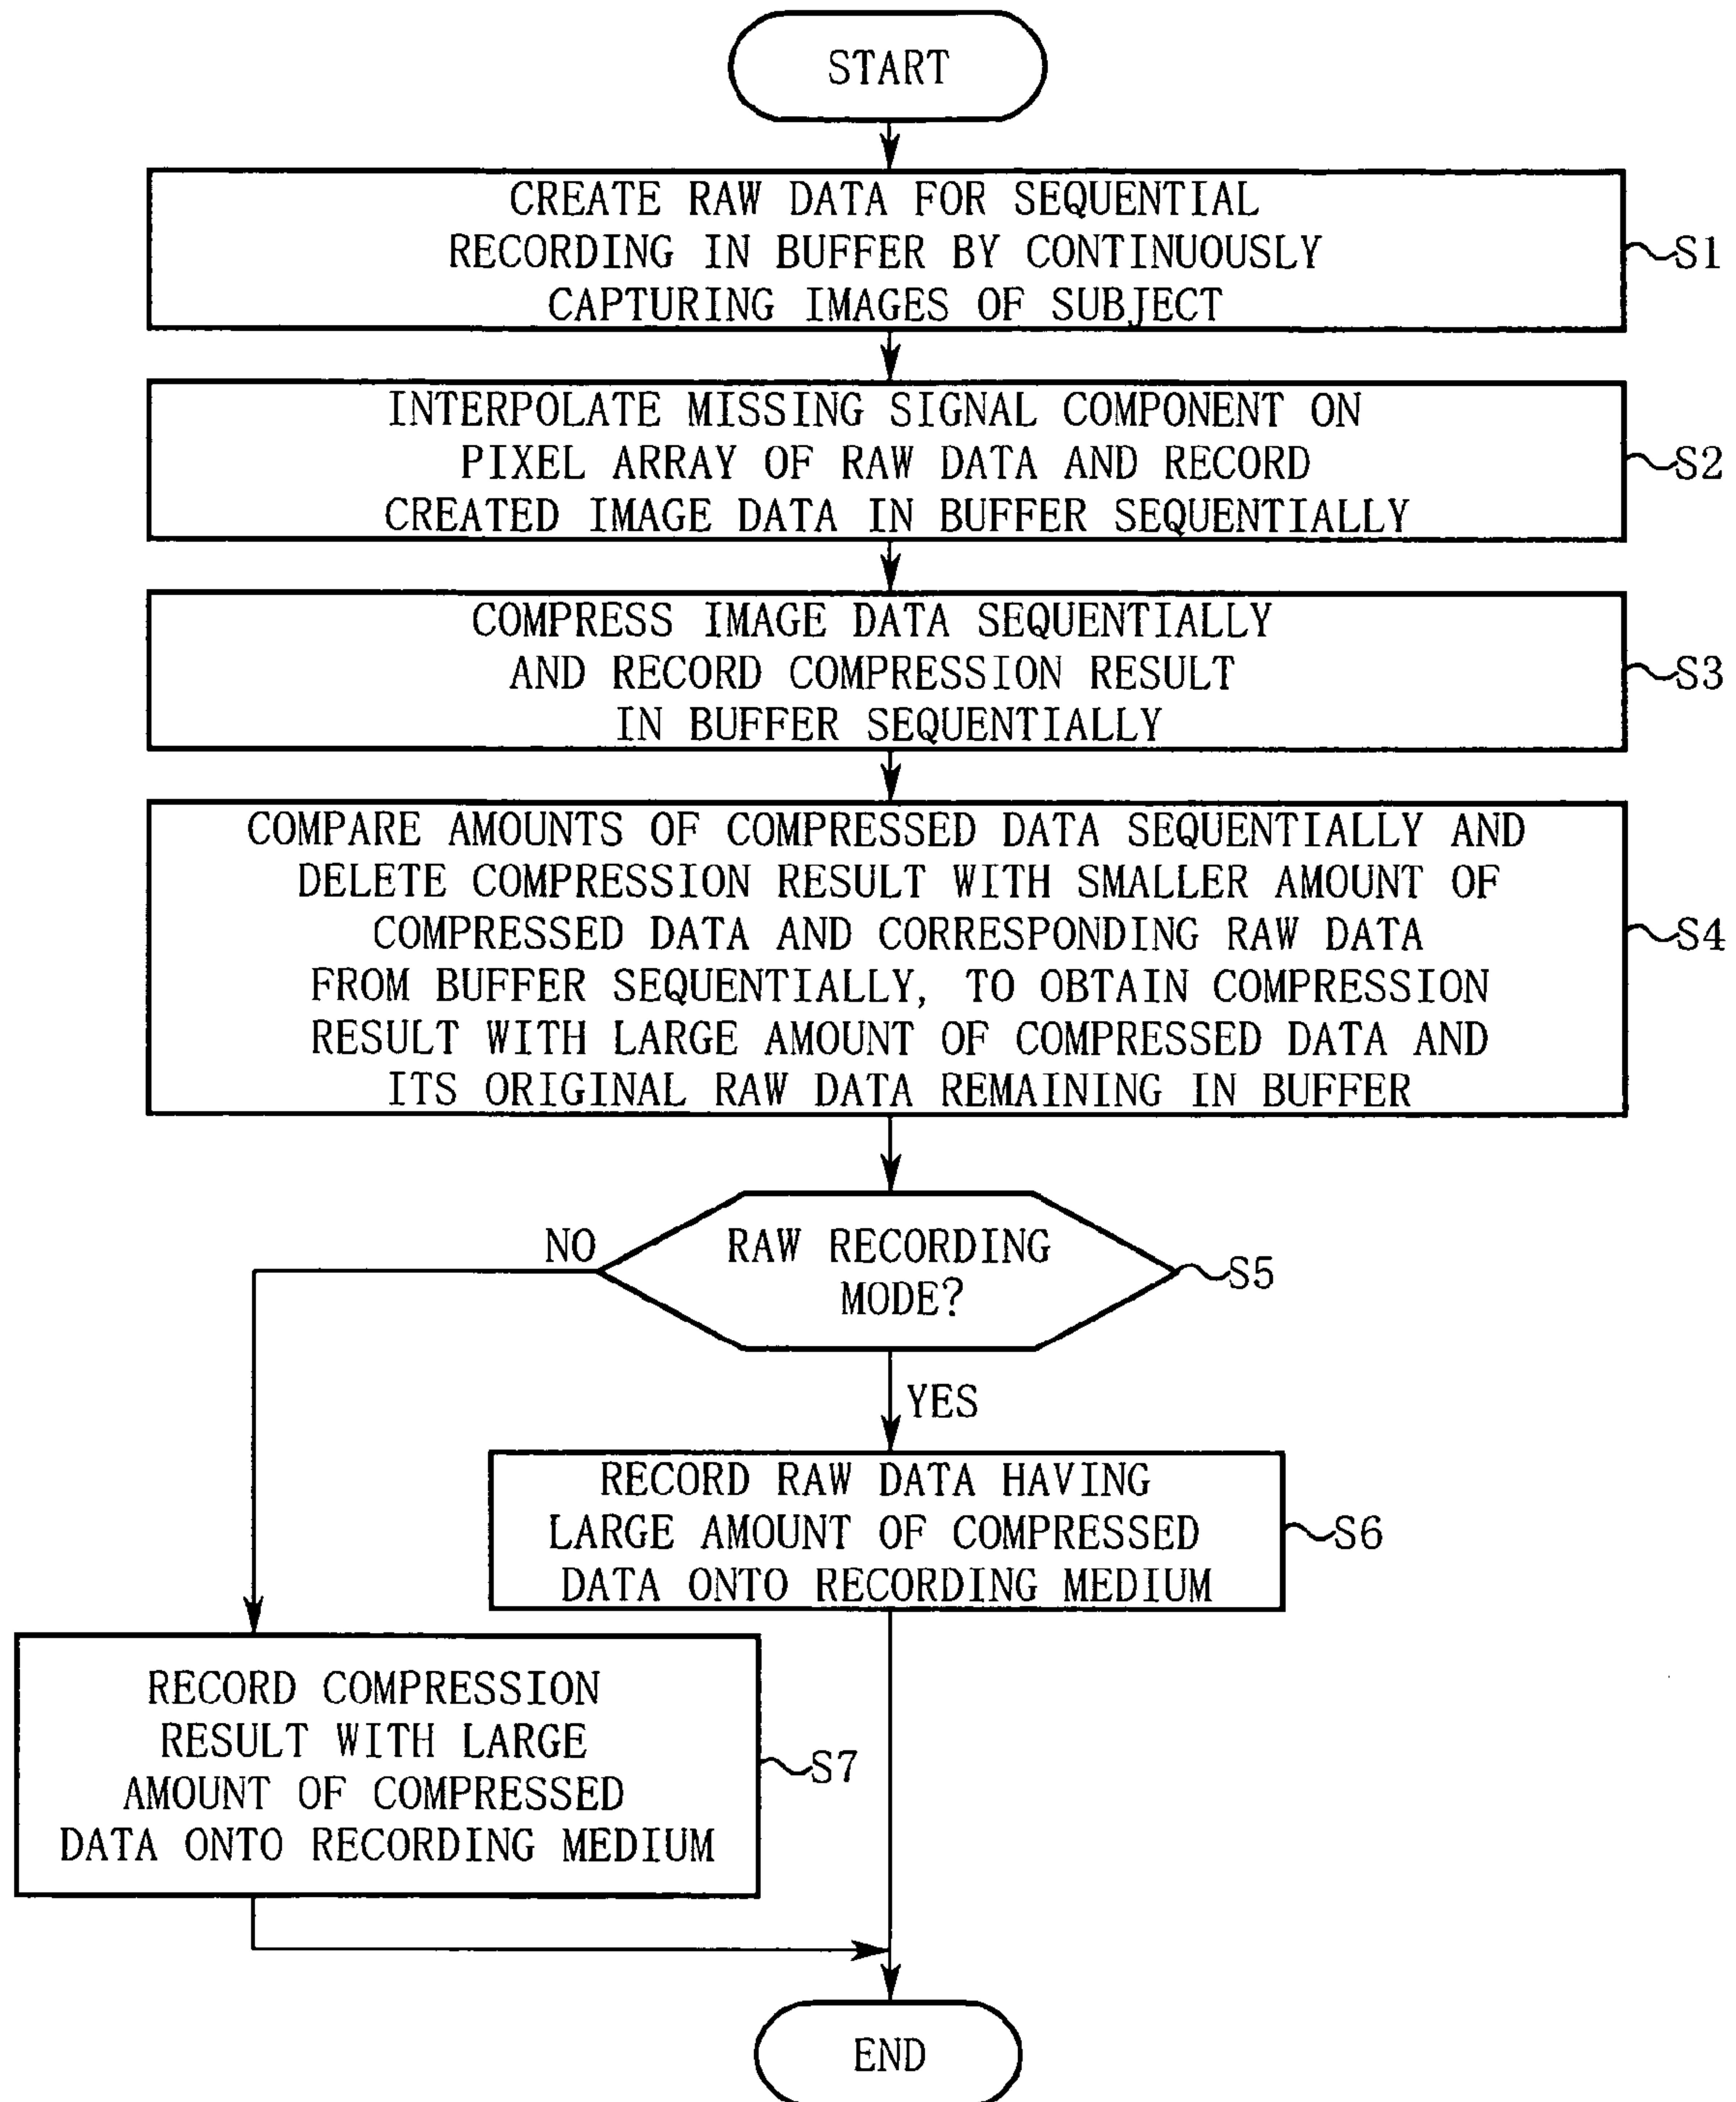 START
CREATE RAW DATA FOR SEQUENTIAL
RECORDING IN BUFFER BY CONTINUOUSLY
CAPTURING IMAGES OF SUBJECT
S1
INTERPOLATE MISSING SIGNAL COMPONENT ON
PIXEL ARRAY OF RAW DATA AND RECORD
CREATED IMAGE DATA IN BUFFER SEQUENTIALLY
S2
COMPRESS IMAGE DATA SEQUENTIALLY
AND RECORD COMPRESSION RESULT
IN BUFFER SEQUENTIALLY
S3
COMPARE AMOUNTS OF COMPRESSED DATA SEQUENTIALLY AND
DELETE COMPRESSION RESULT WITH SMALLER AMOUNT OF
COMPRESSED DATA AND CORRESPONDING RAW DATA
FROM BUFFER SEQUENTIALLY, TO OBTAIN COMPRESSION
RESULT WITH LARGE AMOUNT OF COMPRESSED DATA AND
ITS ORIGINAL RAW DATA REMAINING IN BUFFER
S4
RAW RECORDING
MODE?
S5
NO
YES
RECORD RAW DATA HAVING
LARGE AMOUNT OF COMPRESSED
DATA ONTO RECORDING MEDIUM
S6
RECORD COMPRESSION
RESULT WITH LARGE
AMOUNT OF COMPRESSED
DATA ONTO RECORDING MEDIUM
S7
END